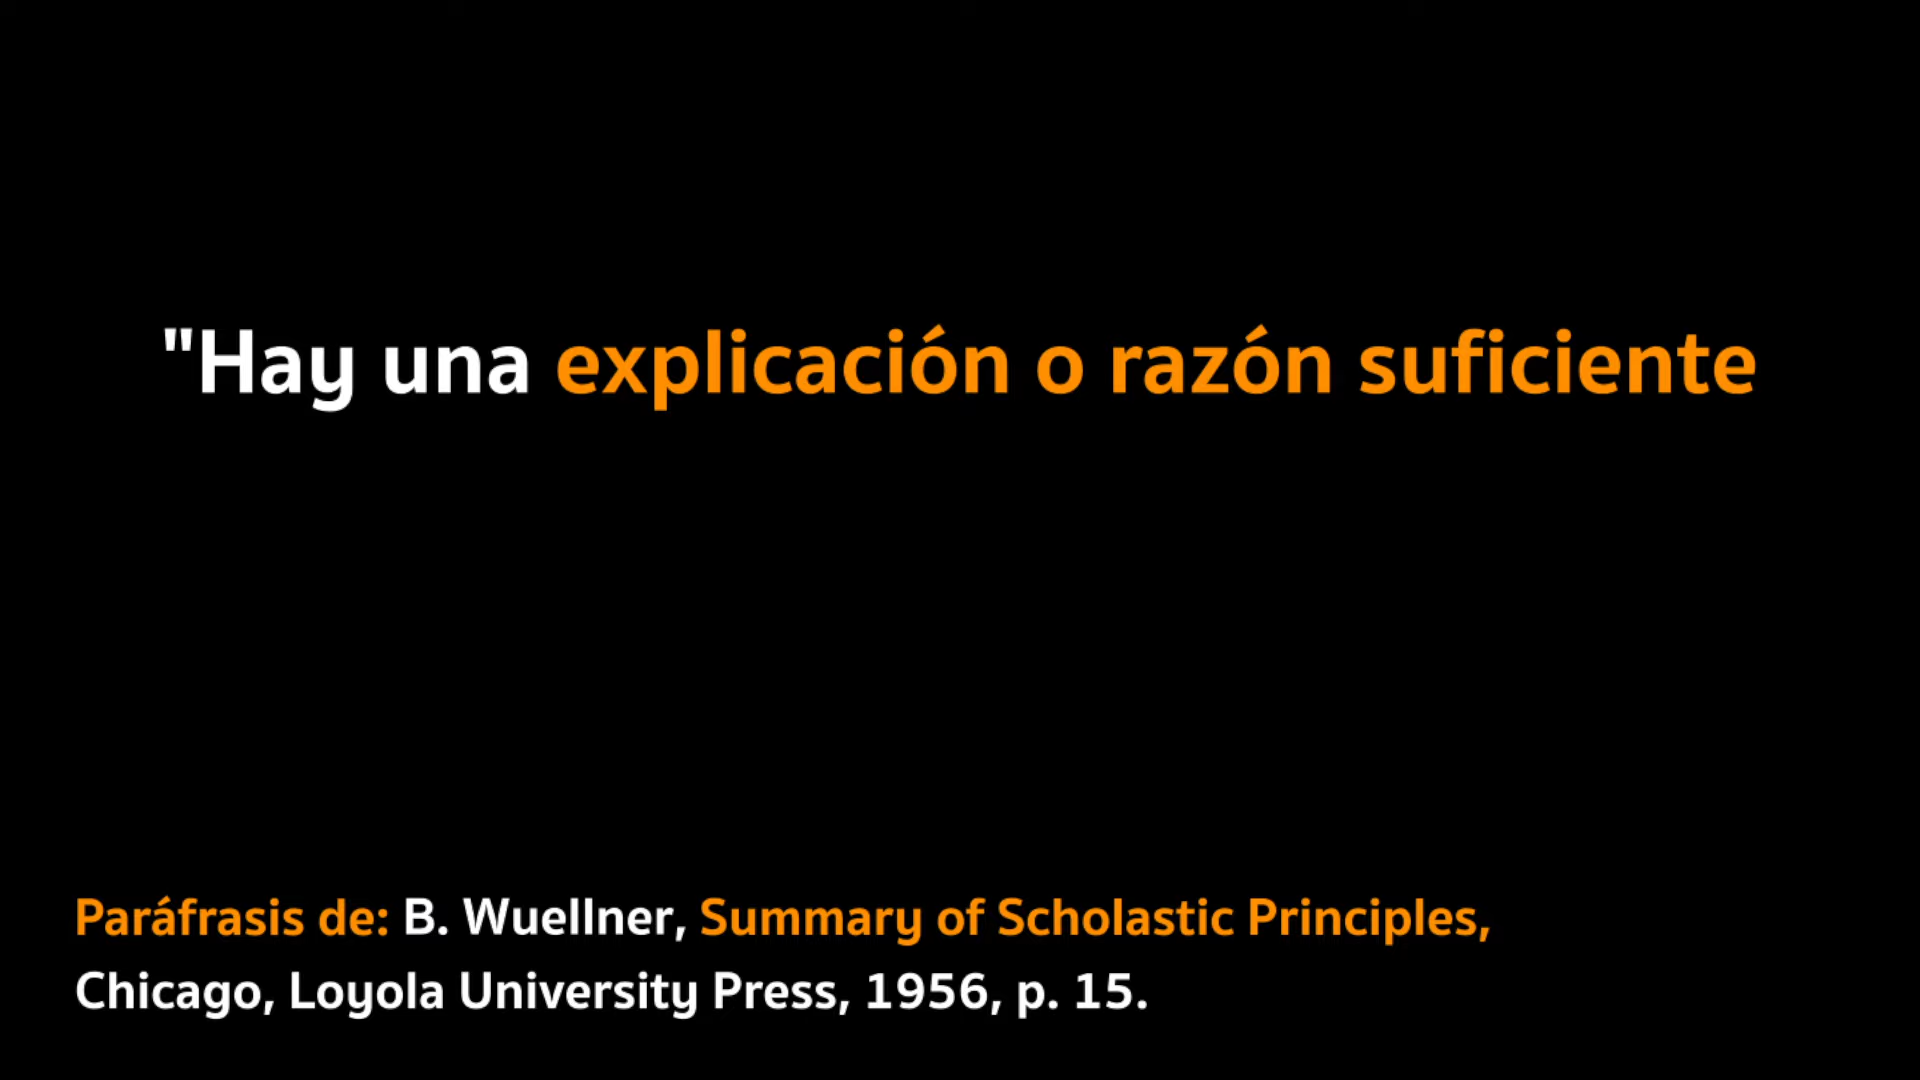 "Hay una explicación o razón suficiente
Paráfrasis de: B. Wuellner, Summary of Scholastic Principles,
Chicago, Loyola University Press, 1956, p. 15.